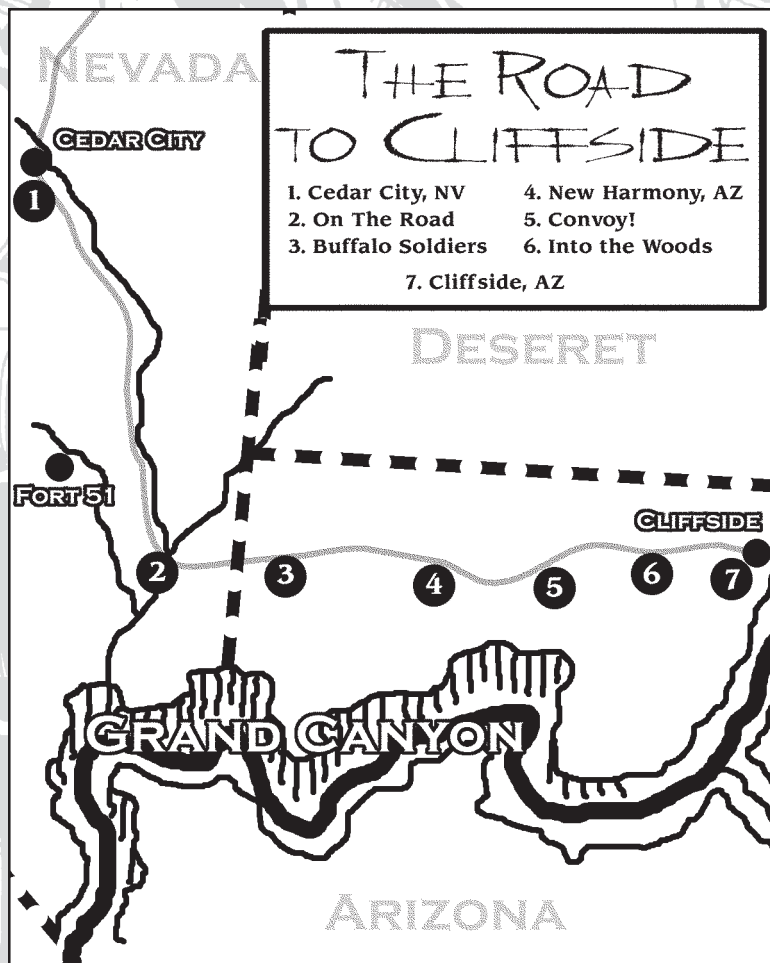 NEVADA
THE ROAD
TO CLIFFSIDE
1. Cedar City, NV
2. On The Road
3. Buffalo Soldiers
4. New Harmony, AZ
5. Convoy!
6. Into the Woods
7. Cliffside, AZ
CEDAR CITY
1
DESERET
FORT 51
CLIFFSIDE
2
3
4
5
6
7
GRAND CANYON
ARIZONA